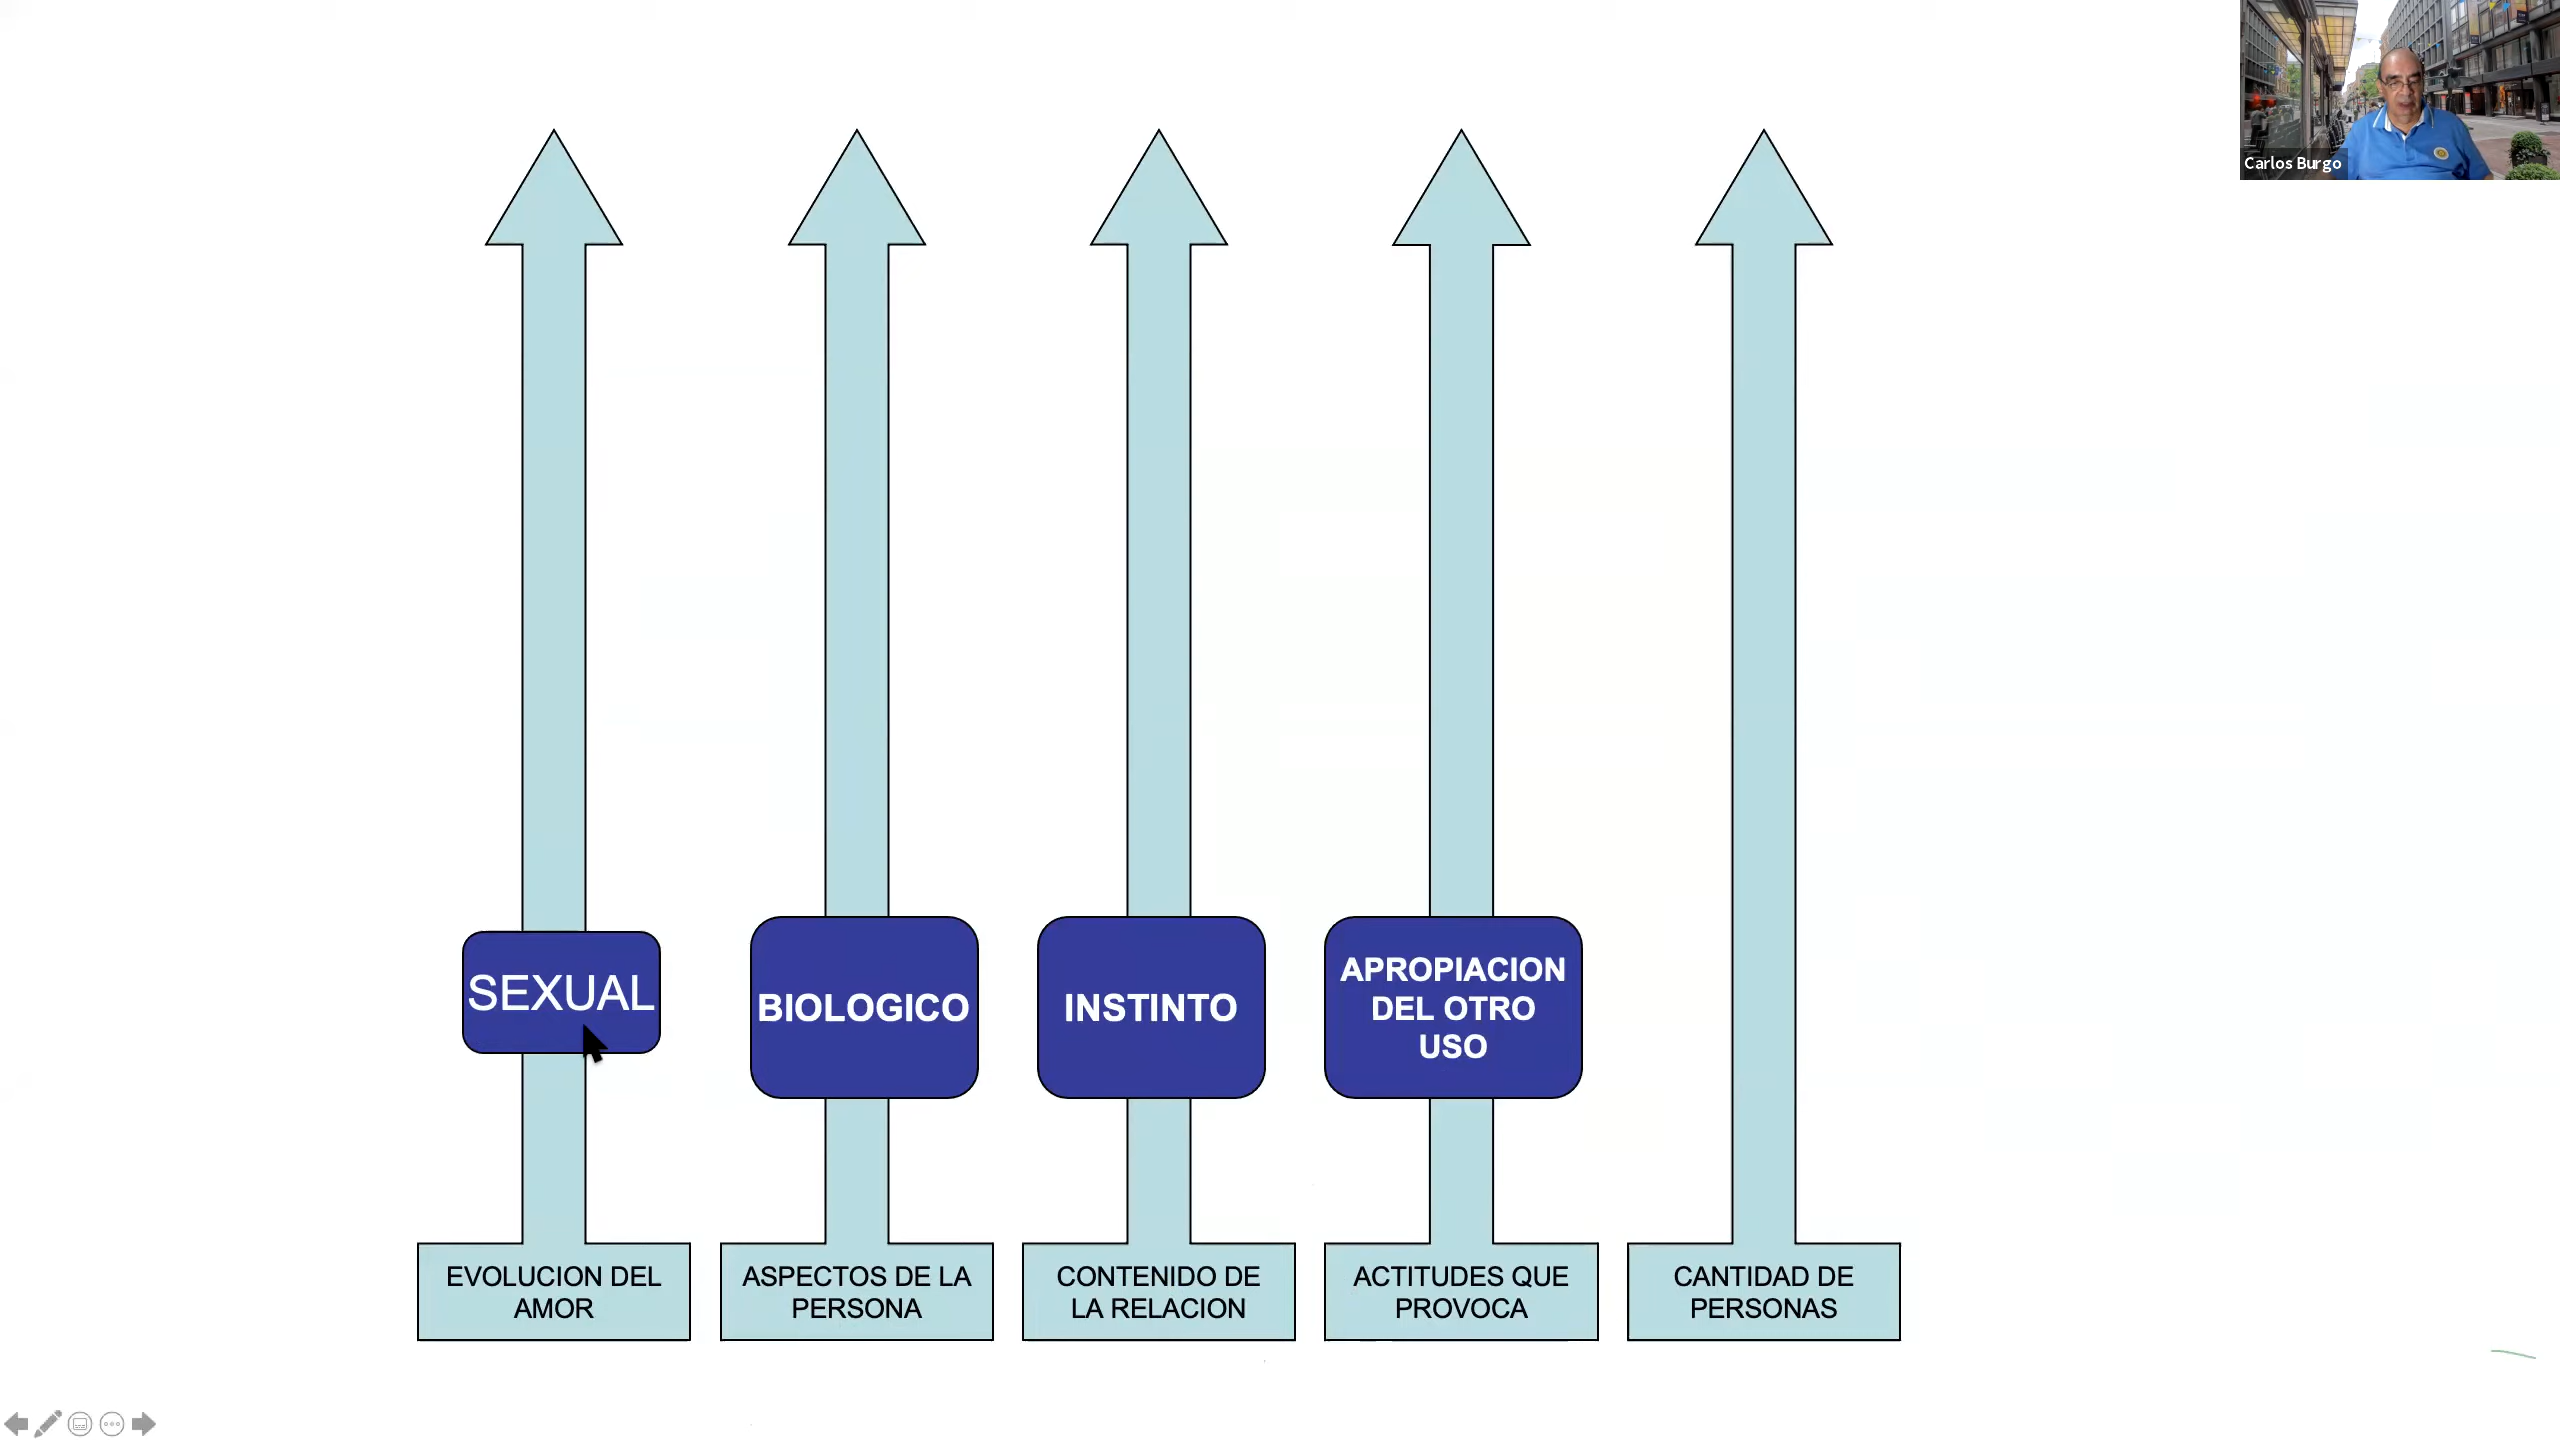 Carlos Burgo
SEXUAL
BIOLOGICO
INSTINTO
APROPIACION
DEL OTRO
USO
EVOLUCION DEL
AMOR
ASPECTOS DE LA
PERSONA
CONTENIDO DE
LA RELACION
ACTITUDES QUE
PROVOCA
CANTIDAD DE
PERSONAS